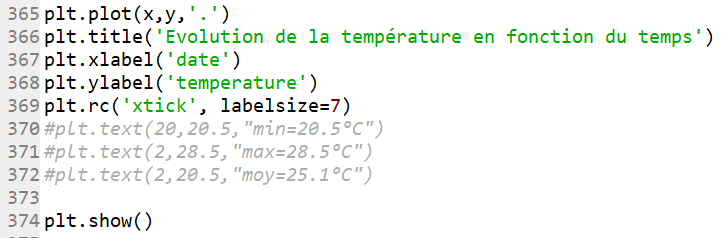 365 plt.plot(x,y,'.')
366 plt.title('Evolution de la température en fonction du temps')
367 plt.xlabel('date')
368 plt.ylabel('temperature')
369 plt.rc('xtick', labelsize=7)
370 #plt.text(20,20.5,"min=20.5°C")
371 #plt.text(2,28.5,"max=28.5°C")
372 #plt.text(2,20.5,"moy=25.1°C")
373
374 plt.show()